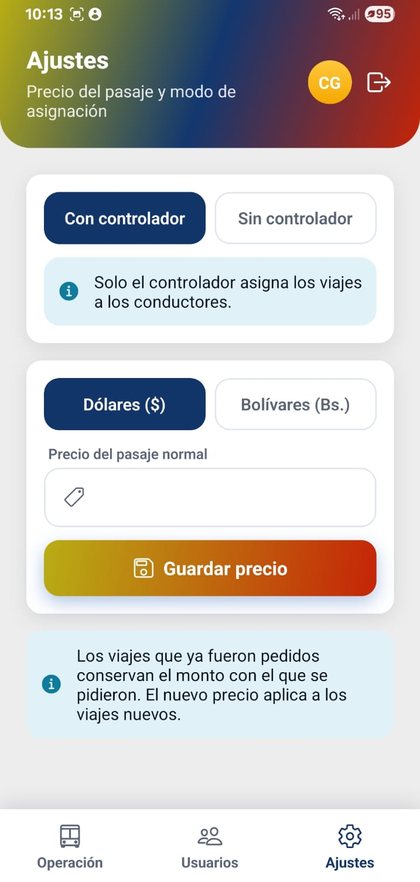 10:13
95
Ajustes
Precio del pasaje y modo de
asignación
CG
Con controlador
Sin controlador
Solo el controlador asigna los viajes
a los conductores.
Dólares ($)
Bolívares (Bs.)
Precio del pasaje normal
Guardar precio
Los viajes que ya fueron pedidos
conservan el monto con el que se
pidieron. El nuevo precio aplica a los
viajes nuevos.
Operación
Usuarios
Ajustes